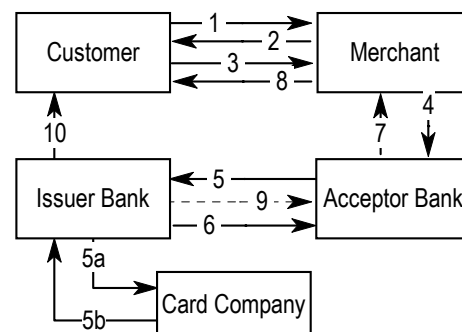 1
Customer
2
Merchant
3
8
10
7
4
5
Issuer Bank
9
Acceptor Bank
6
5a
Card Company
5b